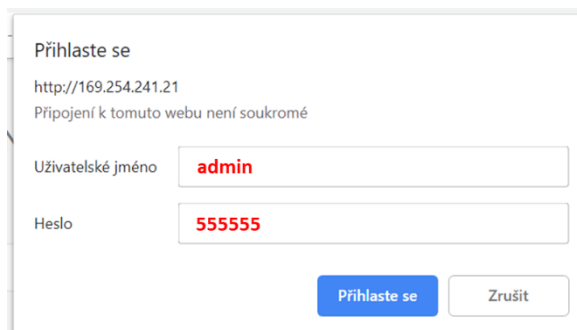 Přihlaste se
http://169.254.241.21
Připojení k tomuto webu není soukromé
Uživatelské jméno admin
Heslo 555555
Přihlaste se Zrušit